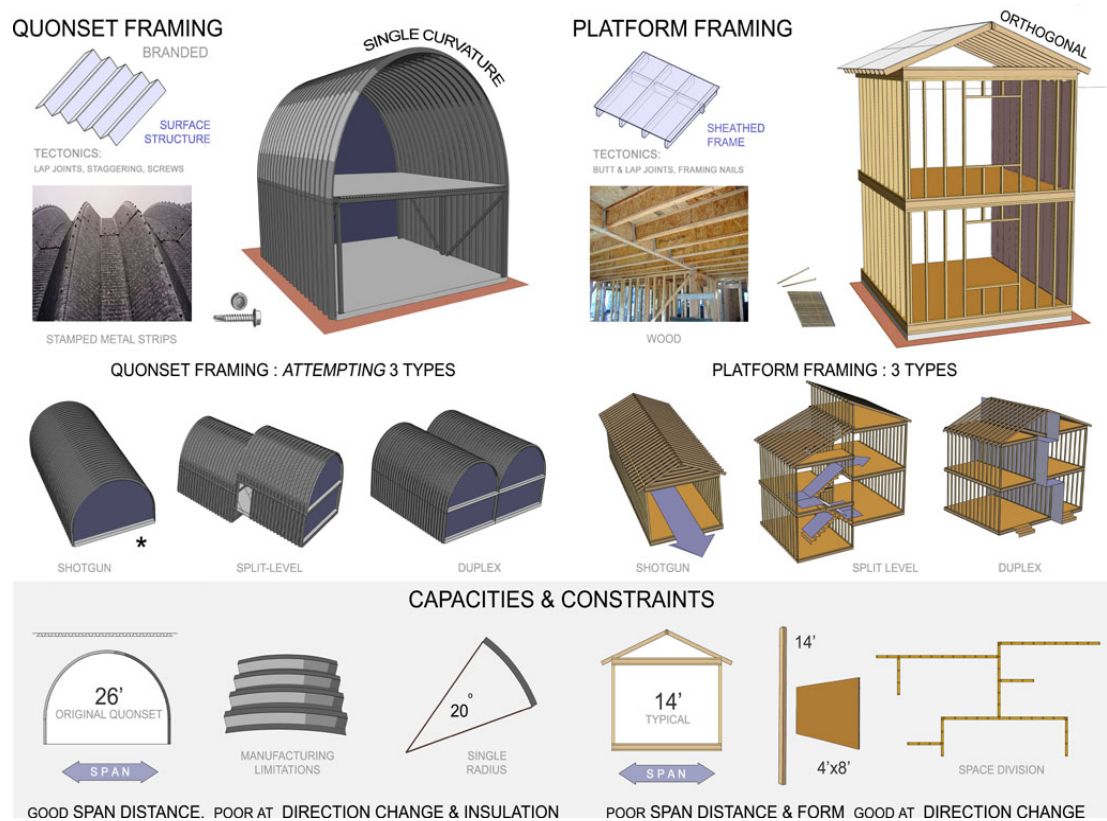 QUONSET FRAMING
BRANDED
SINGLE CURVATURE
SURFACE
STRUCTURE
TECTONICS:
LAP JOINTS, STAGGERING, SCREWS
STAMPED METAL STRIPS
PLATFORM FRAMING
ORTHOGONAL
SHEATHED
FRAME
TECTONICS:
BUTT & LAP JOINTS, FRAMING NAILS
WOOD
QUONSET FRAMING : ATTEMPTING 3 TYPES
*
SHOTGUN
SPLIT-LEVEL
DUPLEX
PLATFORM FRAMING : 3 TYPES
SHOTGUN
SPLIT LEVEL
DUPLEX
CAPACITIES & CONSTRAINTS
26'
ORIGINAL QUONSET
SPAN
MANUFACTURING
LIMITATIONS
20°
SINGLE
RADIUS
14'
TYPICAL
SPAN
14'
4'x8'
SPACE DIVISION
GOOD SPAN DISTANCE, POOR AT DIRECTION CHANGE & INSULATION
POOR SPAN DISTANCE & FORM GOOD AT DIRECTION CHANGE